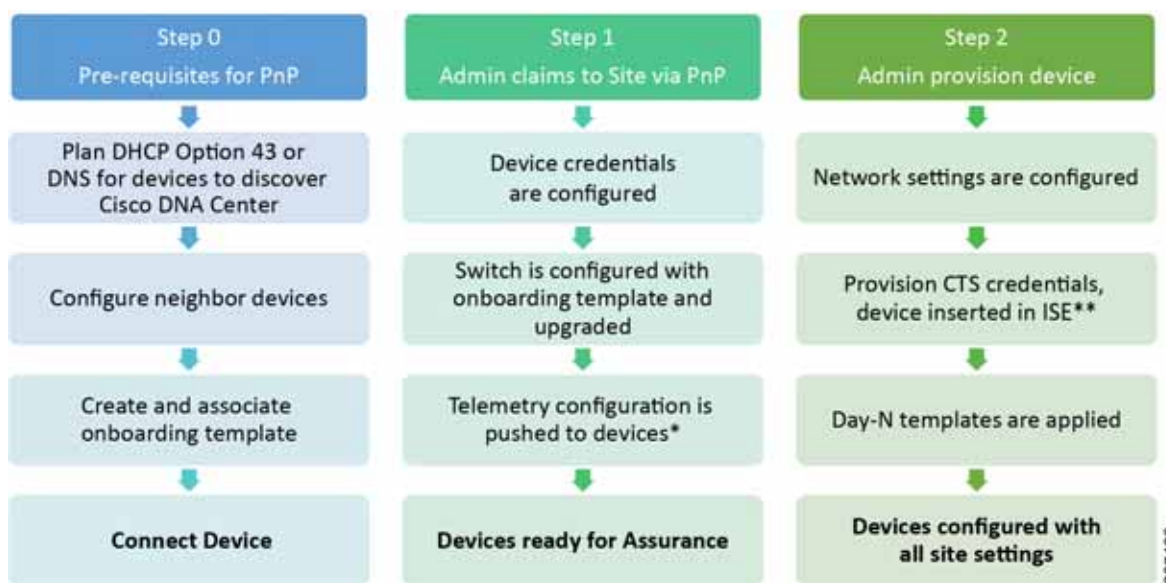 Step 0
Pre-requisites for PnP
Plan DHCP Option 43 or
DNS for devices to discover
Cisco DNA Center
Configure neighbor devices
Create and associate
onboarding template
Connect Device
Step 1
Admin claims to Site via PnP
Device credentials
are configured
Switch is configured with
onboarding template and
upgraded
Telemetry configuration is
pushed to devices*
Devices ready for Assurance
Step 2
Admin provision device
Network settings are configured
Provision CTS credentials,
device inserted in ISE**
Day-N templates are applied
Devices configured with
all site settings